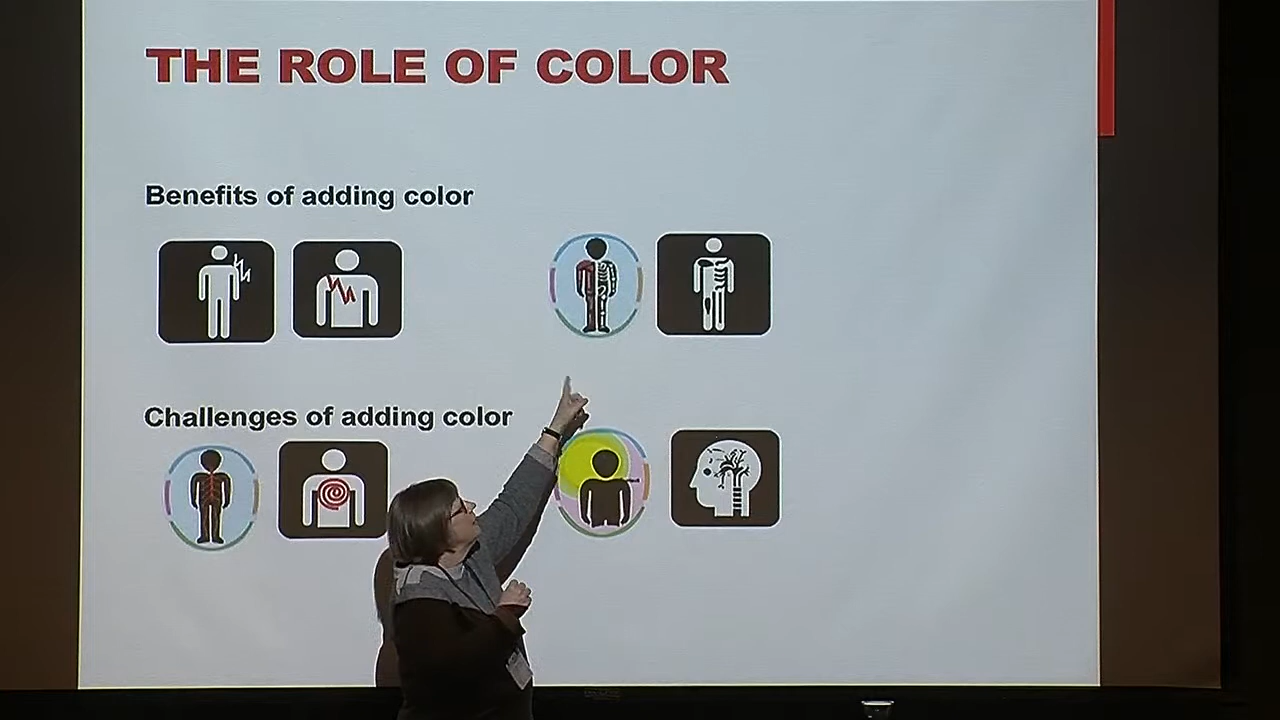 THE ROLE OF COLOR
Benefits of adding color
Challenges of adding color